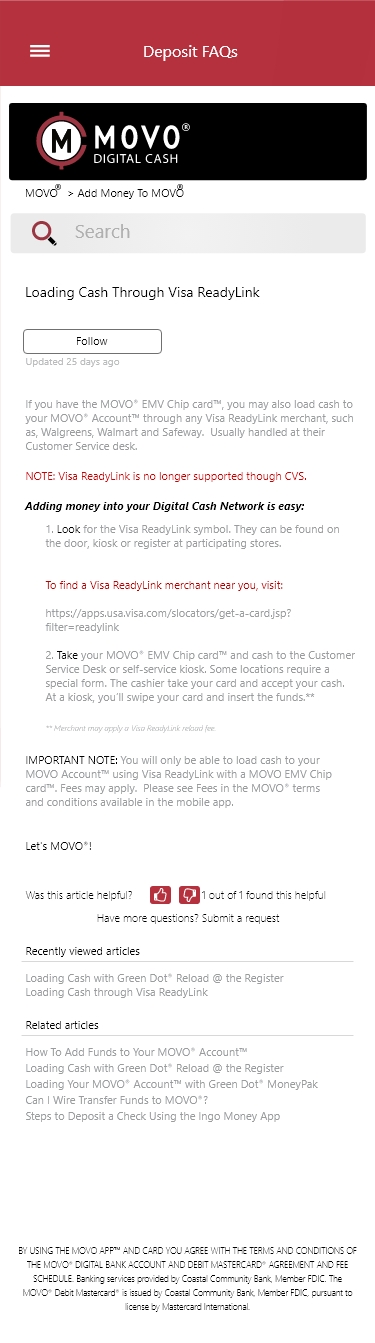 Deposit FAQs
MOVO®
DIGITAL CASH
MOVO® > Add Money To MOVO®
Search
Loading Cash Through Visa ReadyLink
Follow
Updated 25 days ago
If you have the MOVO® EMV Chip card™, you may also load cash to
your MOVO® Account™ through any Visa ReadyLink merchant, such
as, Walgreens, Walmart and Safeway. Usually handled at their
Customer Service desk.
NOTE: Visa ReadyLink is no longer supported though CVS.
Adding money into your Digital Cash Network is easy:
1. Look for the Visa ReadyLink symbol. They can be found on
the door, kiosk or register at participating stores.
To find a Visa ReadyLink merchant near you, visit:
https://apps.usa.visa.com/slocators/get-a-card.jsp?
filter=readylink
2. Take your MOVO® EMV Chip card™ and cash to the Customer
Service Desk or self-service kiosk. Some locations require a
special form. The cashier take your card and accept your cash.
At a kiosk, you'll swipe your card and insert the funds.**
** Merchant may apply a Visa ReadyLink reload fee.
IMPORTANT NOTE: You will only be able to load cash to your
MOVO Account™ using Visa ReadyLink with a MOVO EMV Chip
card™. Fees may apply. Please see Fees in the MOVO® terms
and conditions available in the mobile app.
Let's MOVO®!
Was this article helpful? 1 out of 1 found this helpful
Have more questions? Submit a request
Recently viewed articles
Loading Cash with Green Dot® Reload @ the Register
Loading Cash through Visa ReadyLink
Related articles
How To Add Funds to Your MOVO® Account™
Loading Cash with Green Dot® Reload @ the Register
Loading Your MOVO® Account™ with Green Dot® MoneyPak
Can I Wire Transfer Funds to MOVO®?
Steps to Deposit a Check Using the Ingo Money App
BY USING THE MOVO APP™ AND CARD YOU AGREE WITH THE TERMS AND CONDITIONS OF
THE MOVO® DIGITAL BANK ACCOUNT AND DEBIT MASTERCARD® AGREEMENT AND FEE
SCHEDULE. Banking services provided by Coastal Community Bank, Member FDIC. The
MOVO® Debit Mastercard® is issued by Coastal Community Bank, Member FDIC, pursuant to
license by Mastercard International.